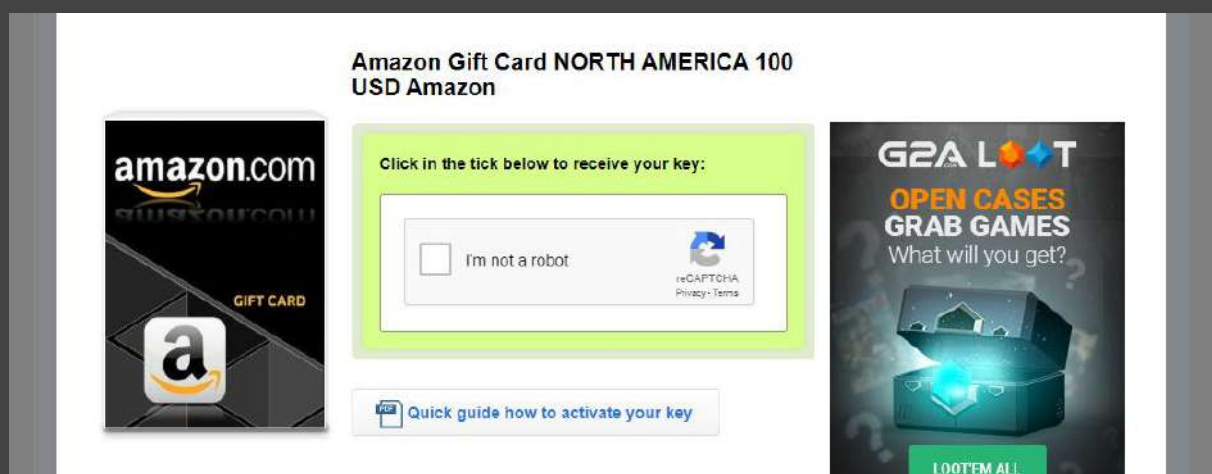 Amazon Gift Card NORTH AMERICA 100
USD Amazon
amazon.com
GIFT CARD
a
Click in the tick below to receive your key:
I'm not a robot
reCAPTCHA
Privacy - Terms
PDF
Quick guide how to activate your key
G2A LOOT
OPEN CASES
GRAB GAMES
What will you get?
LOOT'EM ALL